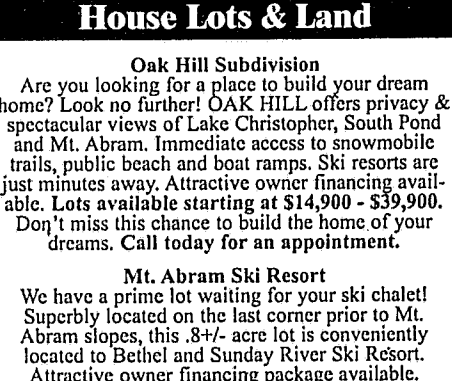 House Lots & Land
Oak Hill Subdivision
Are you looking for a place to build your dream
home? Look no further! OAK HILL offers privacy &
spectacular views of Lake Christopher, South Pond
and Mt. Abram. Immediate access to snowmobile
trails, public beach and boat ramps. Ski resorts are
just minutes away. Attractive owner financing avail-
able. Lots available starting at $14,900 - $39,900.
Don't miss this chance to build the home of your
dreams. Call today for an appointment.
Mt. Abram Ski Resort
We have a prime lot waiting for your ski chalet!
Superbly located on the last corner prior to Mt.
Abram slopes, this .8+/- acre lot is conveniently
located to Bethel and Sunday River Ski Resort.
Attractive owner financing package available.